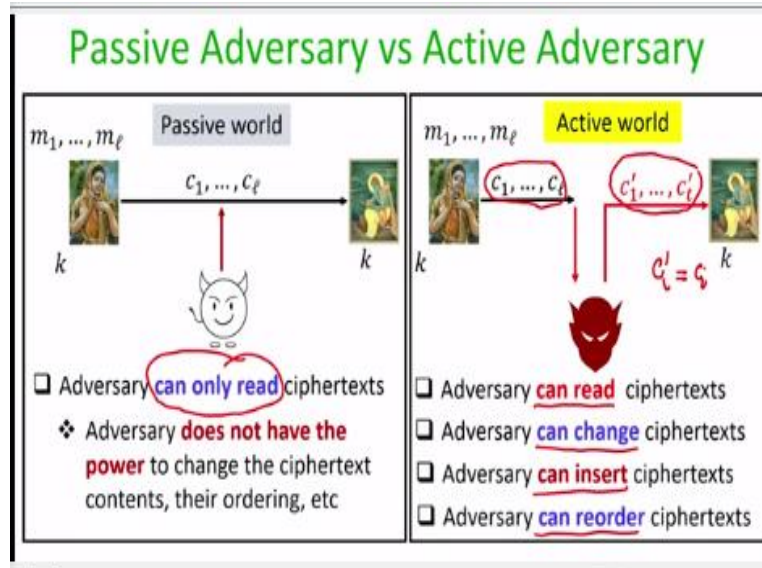 Passive Adversary vs Active Adversary
Passive world
m₁, … , mℓ
c₁, … , cℓ
k
k
❑ Adversary can only read ciphertexts
❖ Adversary does not have the
power to change the ciphertext
contents, their ordering, etc
Active world
m₁, … , mℓ
c₁, … , cℓ
c′₁, … , c′ₜ
k
c′ᵢ = cᵢ
k
❑ Adversary can read ciphertexts
❑ Adversary can change ciphertexts
❑ Adversary can insert ciphertexts
❑ Adversary can reorder ciphertexts